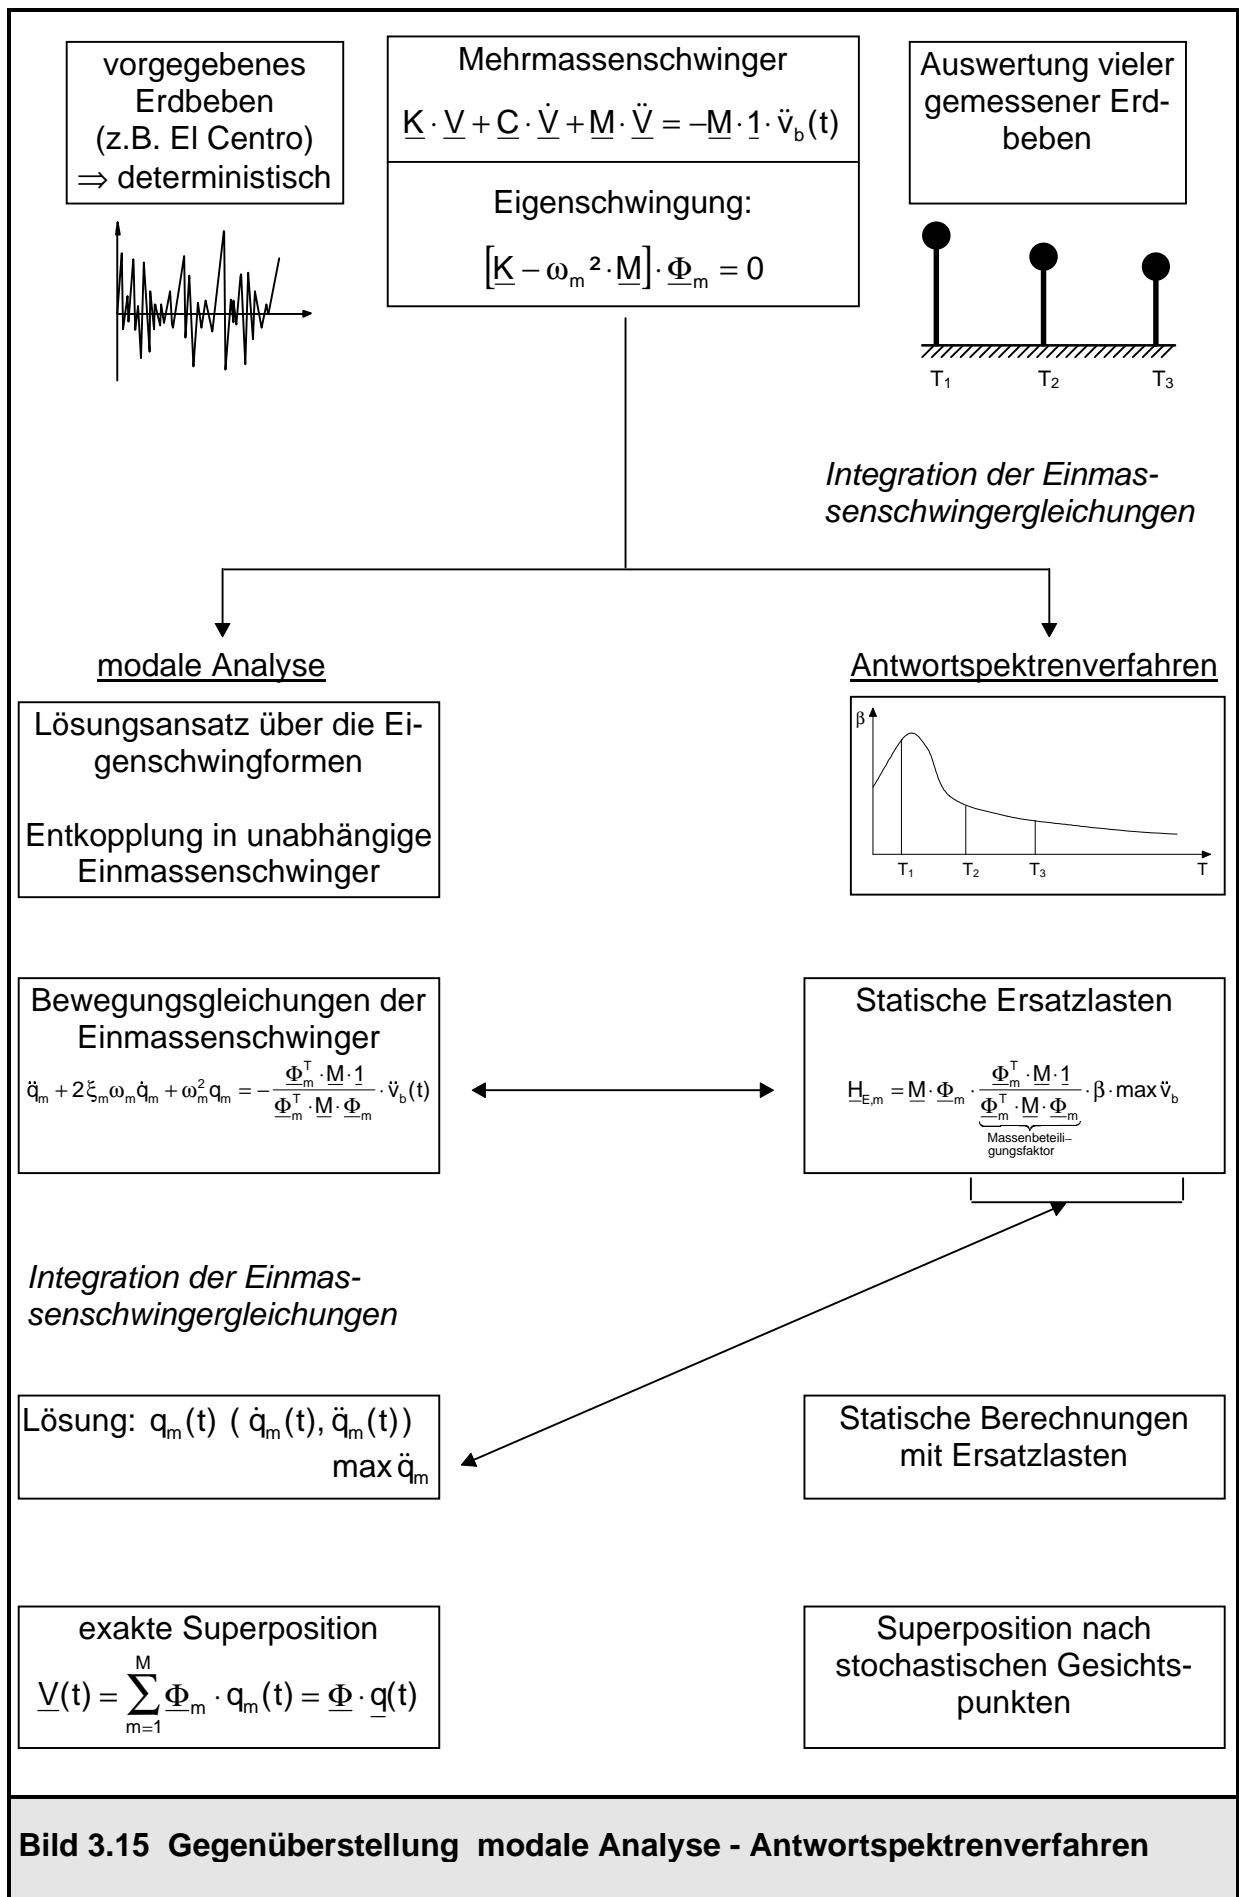 vorgegebenes
Erdbeben
(z.B. El Centro)
⇒ deterministisch
Mehrmassenschwinger
K · V + C · V̇ + M · V̈ = −M · 1 · v̈b(t)
Eigenschwingung:
[K − ωm² · M] · Φm = 0
Auswertung vieler
gemessener Erd-
beben
T1 T2 T3
Integration der Einmas-
senschwingergleichungen
modale Analyse
Lösungsansatz über die Ei-
genschwingformen
Entkopplung in unabhängige
Einmassenschwinger
Antwortspektrenverfahren
β
T1 T2 T3 T
Bewegungsgleichungen der
Einmassenschwinger
q̈m + 2ξmωmq̇m + ωm²qm = − (ΦmT · M · 1) / (ΦmT · M · Φm) · v̈b(t)
Statische Ersatzlasten
HE,m = M · Φm · (ΦmT · M · 1) / (ΦmT · M · Φm) · β · max v̈b
Massenbeteili–
gungsfaktor
Integration der Einmas-
senschwingergleichungen
Lösung: qm(t) ( q̇m(t), q̈m(t))
max q̈m
Statische Berechnungen
mit Ersatzlasten
exakte Superposition
V(t) = ∑ m=1 M Φm · qm(t) = Φ · q(t)
Superposition nach
stochastischen Gesichts-
punkten
Bild 3.15 Gegenüberstellung modale Analyse - Antwortspektrenverfahren